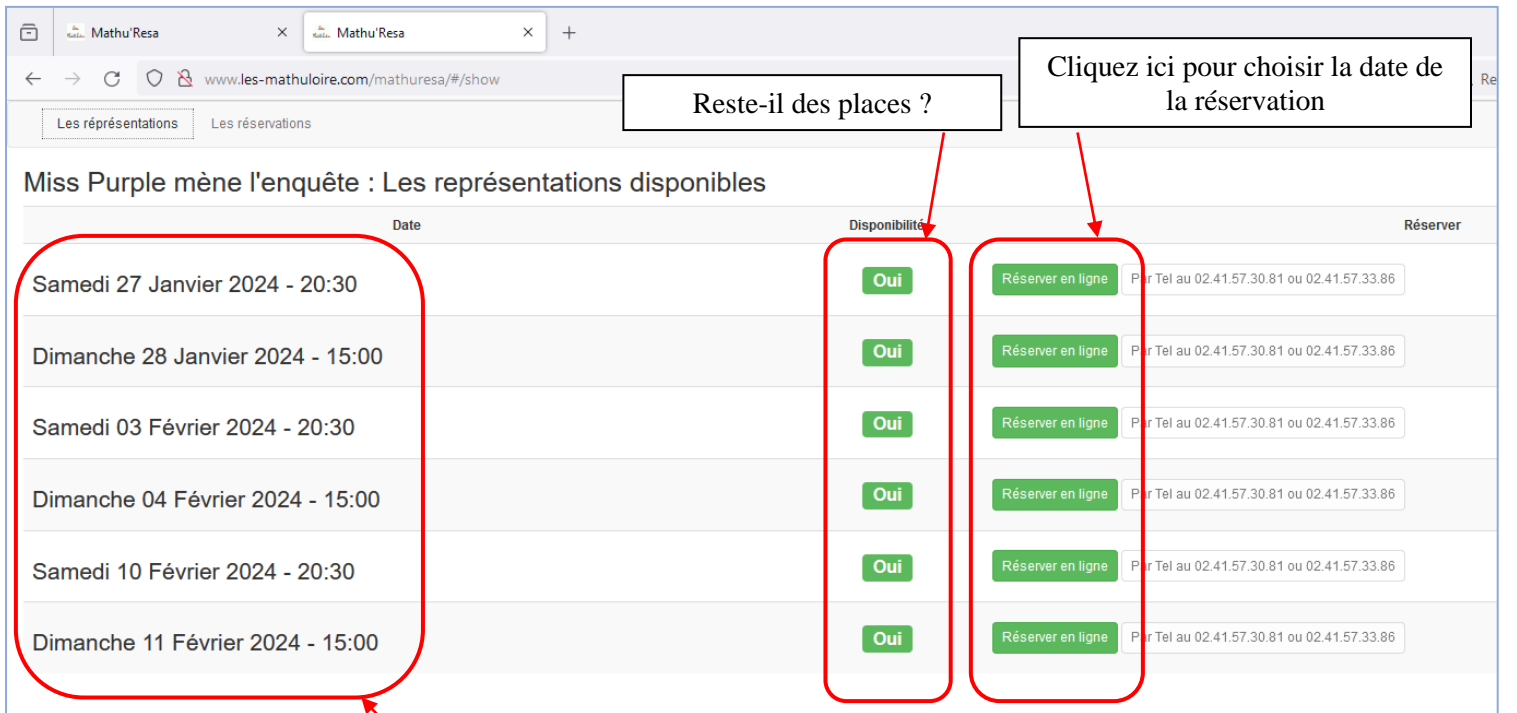 Mathu'Resa
Mathu'Resa
www.les-mathuloire.com/mathuresa/#/show
Re
Cliquez ici pour choisir la date de
la réservation
Reste-il des places ?
Les réprésentations Les réservations
Miss Purple mène l'enquête : Les représentations disponibles
Date Disponibilité Réserver
Samedi 27 Janvier 2024 - 20:30 Oui Réserver en ligne Par Tel au 02.41.57.30.81 ou 02.41.57.33.86
Dimanche 28 Janvier 2024 - 15:00 Oui Réserver en ligne Par Tel au 02.41.57.30.81 ou 02.41.57.33.86
Samedi 03 Février 2024 - 20:30 Oui Réserver en ligne Par Tel au 02.41.57.30.81 ou 02.41.57.33.86
Dimanche 04 Février 2024 - 15:00 Oui Réserver en ligne Par Tel au 02.41.57.30.81 ou 02.41.57.33.86
Samedi 10 Février 2024 - 20:30 Oui Réserver en ligne Par Tel au 02.41.57.30.81 ou 02.41.57.33.86
Dimanche 11 Février 2024 - 15:00 Oui Réserver en ligne Par Tel au 02.41.57.30.81 ou 02.41.57.33.86